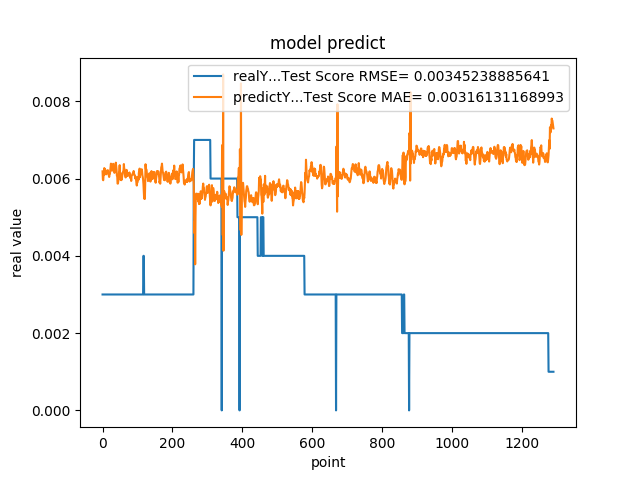 model predict
realY...Test Score RMSE= 0.00345238885641
predictY...Test Score MAE= 0.00316131168993
0.008
0.006
0.004
0.002
0.000
real value
0 200 400 600 800 1000 1200
point